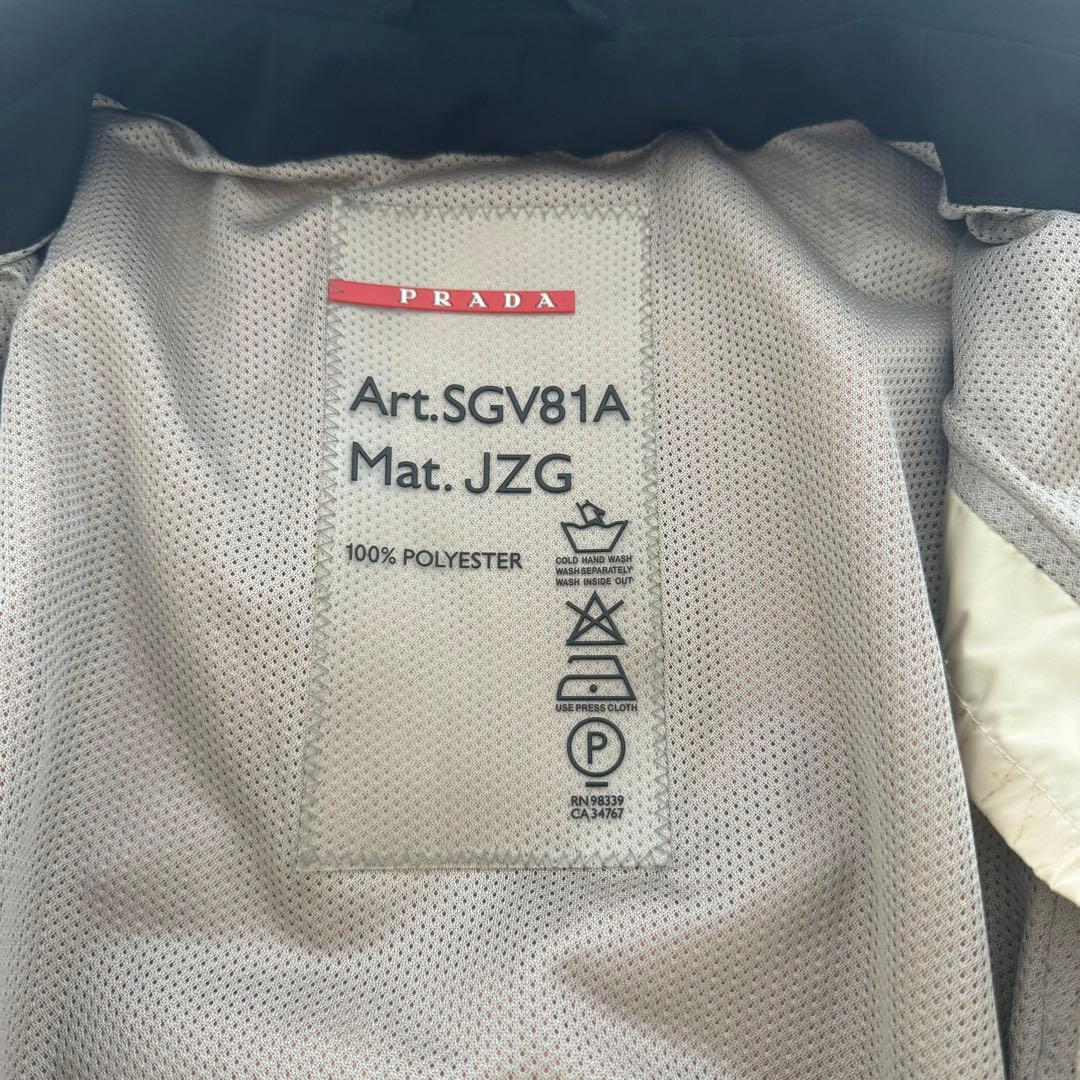 PRADA
Art.SGV81A
Mat. JZG
100% POLYESTER
COLD HAND WASH
WASH SEPARATELY
WASH INSIDE OUT
USE PRESS CLOTH
P
RN 98339
CA 34767